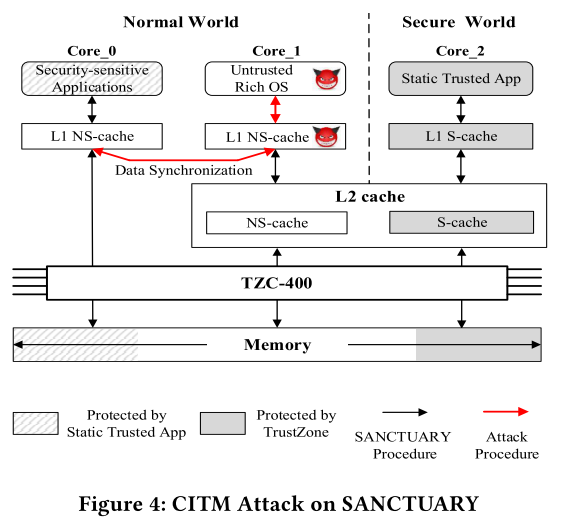 Normal World
Secure World
Core_0
Core_1
Core_2
Security-sensitive
Applications
Untrusted
Rich OS
Static Trusted App
L1 NS-cache
L1 NS-cache
L1 S-cache
Data Synchronization
L2 cache
NS-cache
S-cache
TZC-400
Memory
Protected by
Static Trusted App
Protected by
TrustZone
SANCTUARY
Procedure
Attack
Procedure
Figure 4: CITM Attack on SANCTUARY